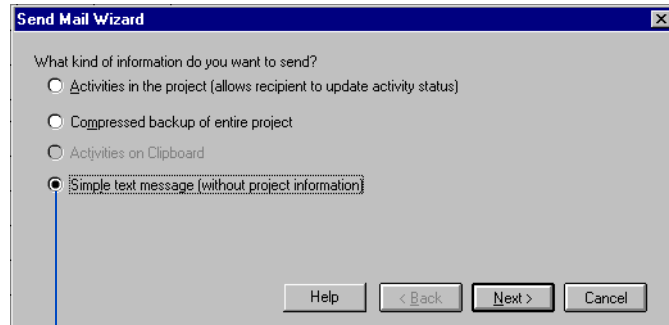 Send Mail Wizard
What kind of information do you want to send?
Activities in the project (allows recipient to update activity status)
Compressed backup of entire project
Activities on Clipboard
Simple text message (without project information)
Help < Back Next > Cancel